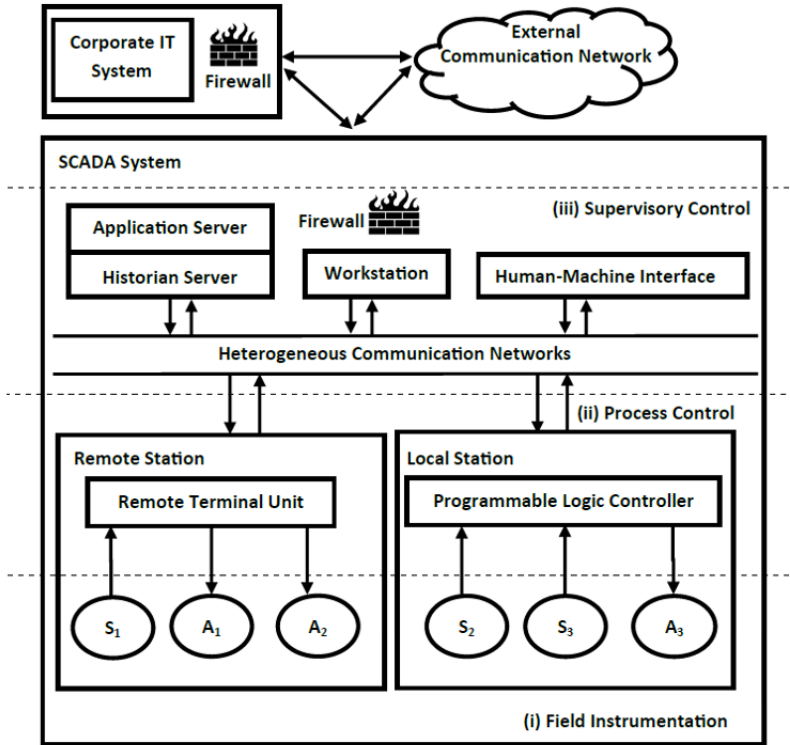 Corporate IT
System
Firewall
External
Communication Network
SCADA System
(iii) Supervisory Control
Firewall
Application Server
Historian Server
Workstation
Human-Machine Interface
Heterogeneous Communication Networks
(ii) Process Control
Remote Station
Local Station
Remote Terminal Unit
Programmable Logic Controller
S₁
A₁
A₂
S₂
S₃
A₃
(i) Field Instrumentation